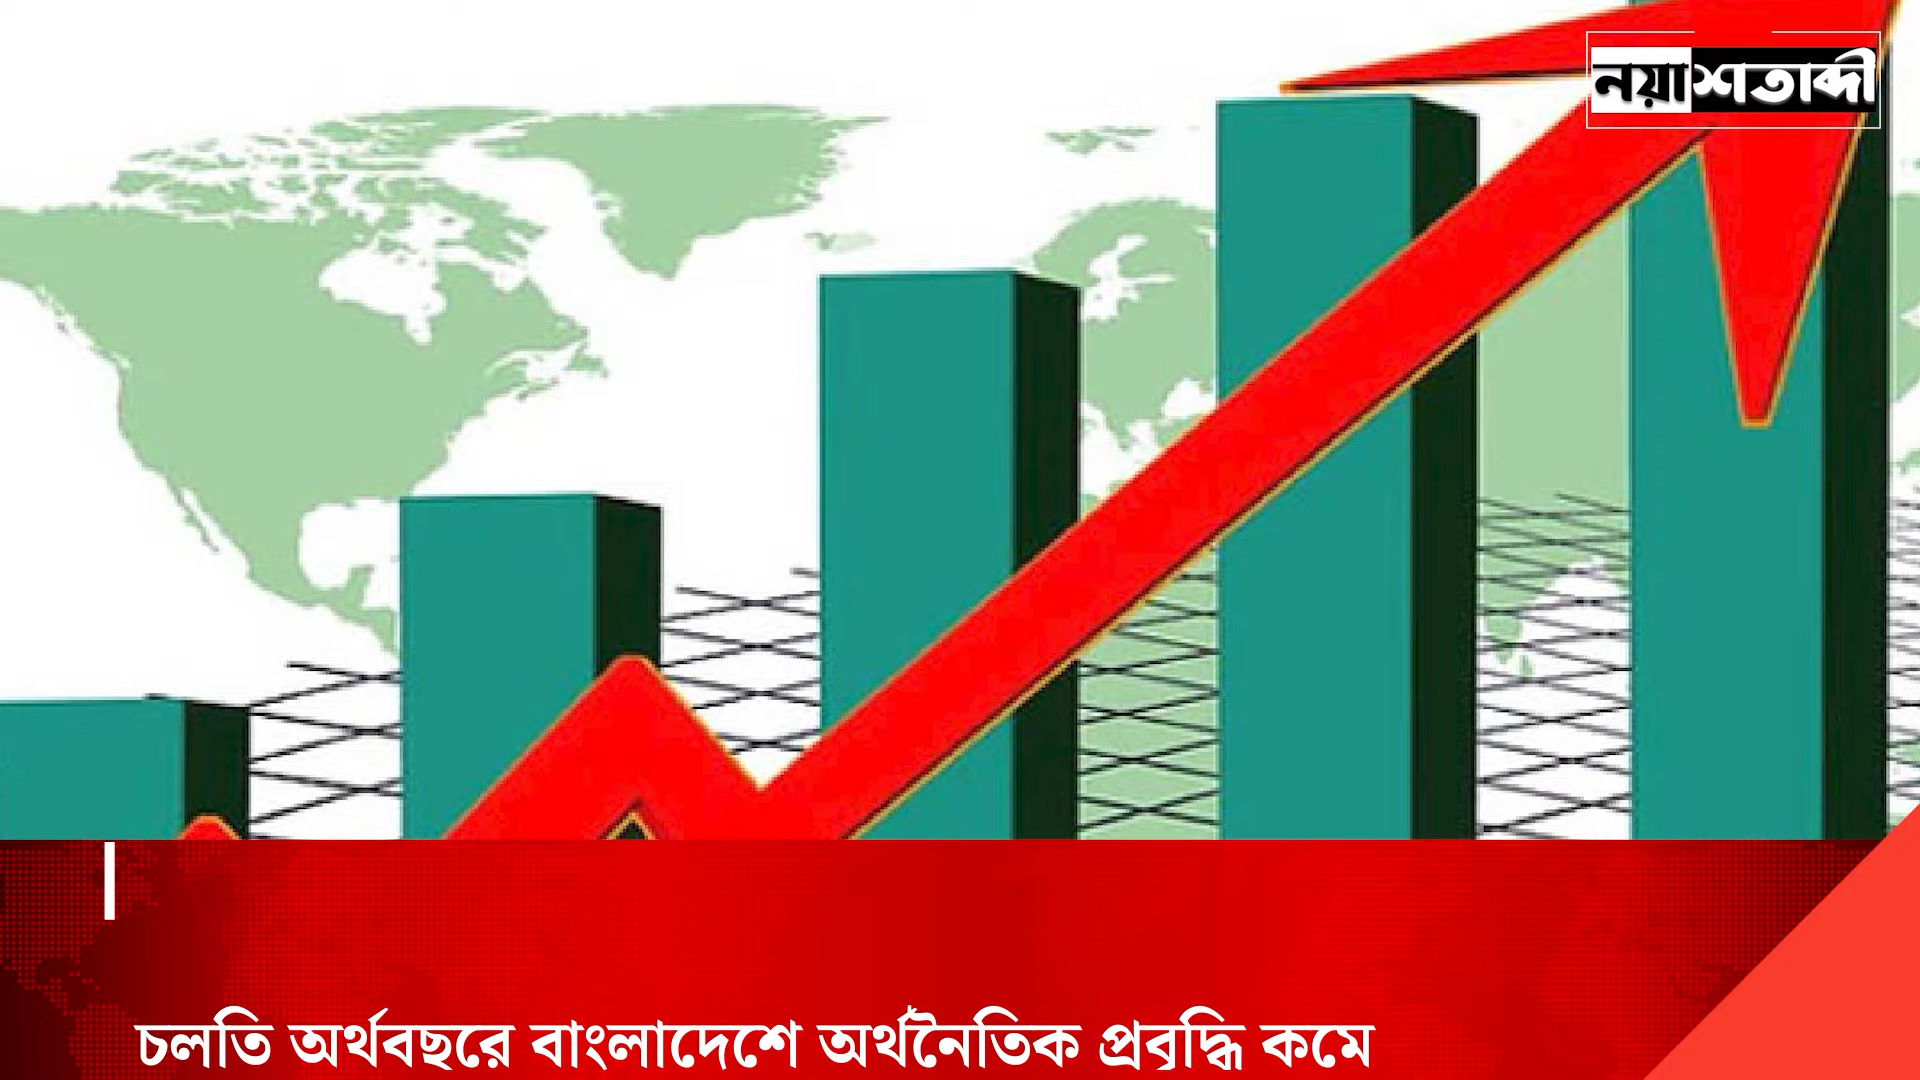 নয়াশতাব্দী
চলতি অর্থবছরে বাংলাদেশে অর্থনৈতিক প্রবৃদ্ধি কমে